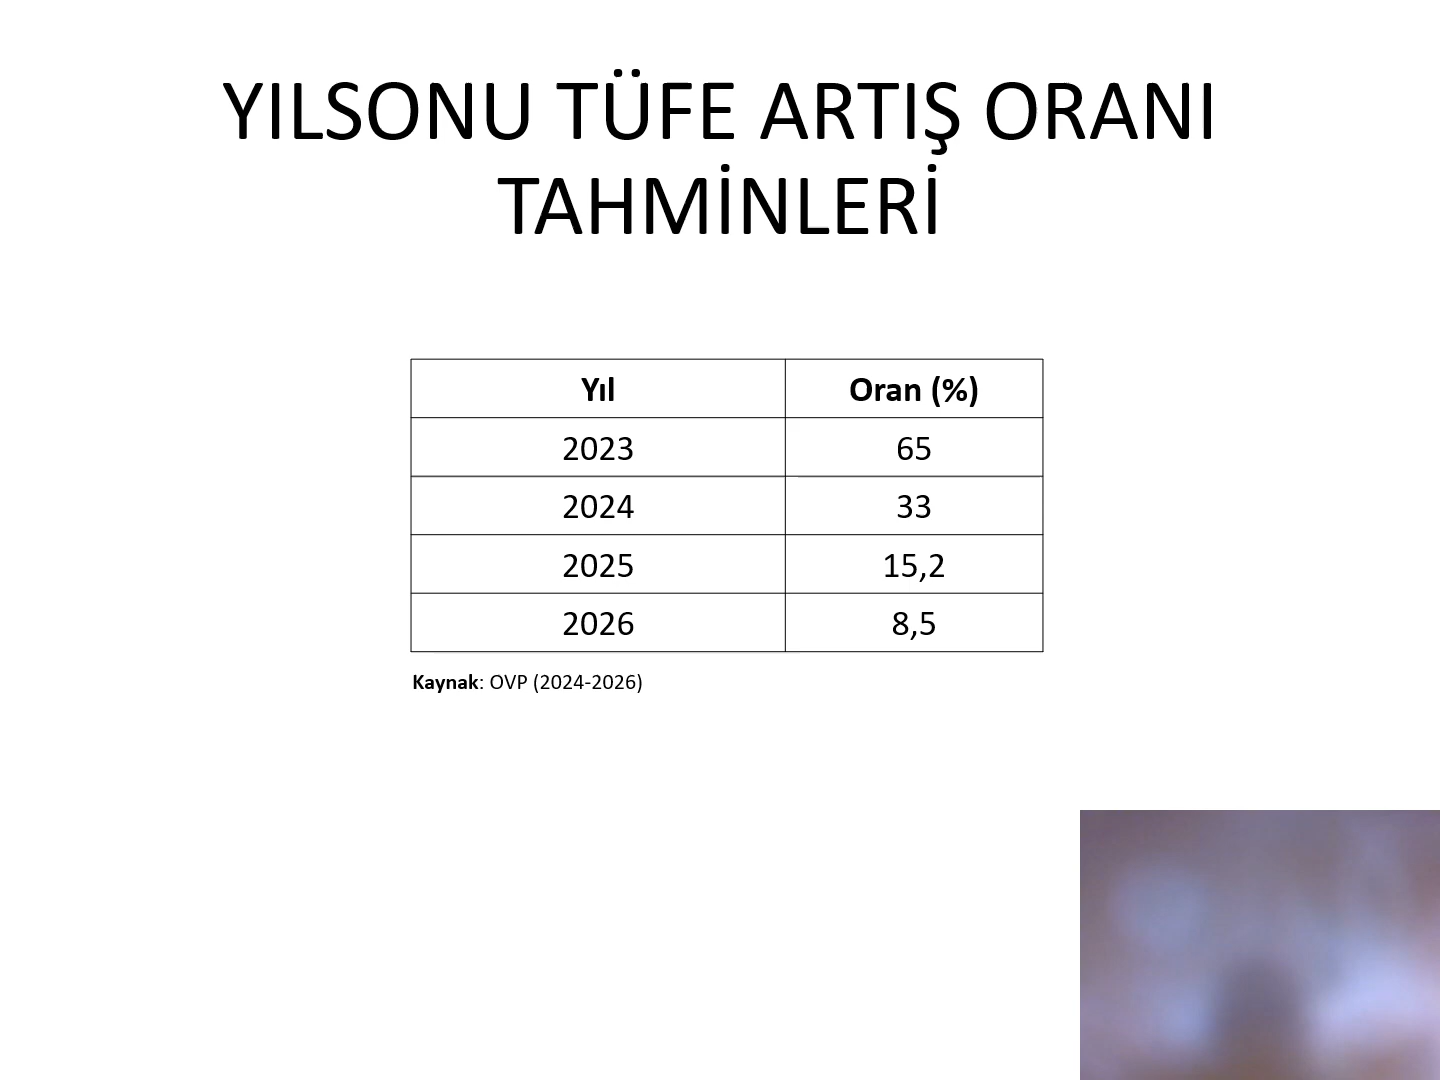 YILSONU TÜFE ARTIŞ ORANI
TAHMİNLERİ
Yıl Oran (%)
2023 65
2024 33
2025 15,2
2026 8,5
Kaynak: OVP (2024-2026)